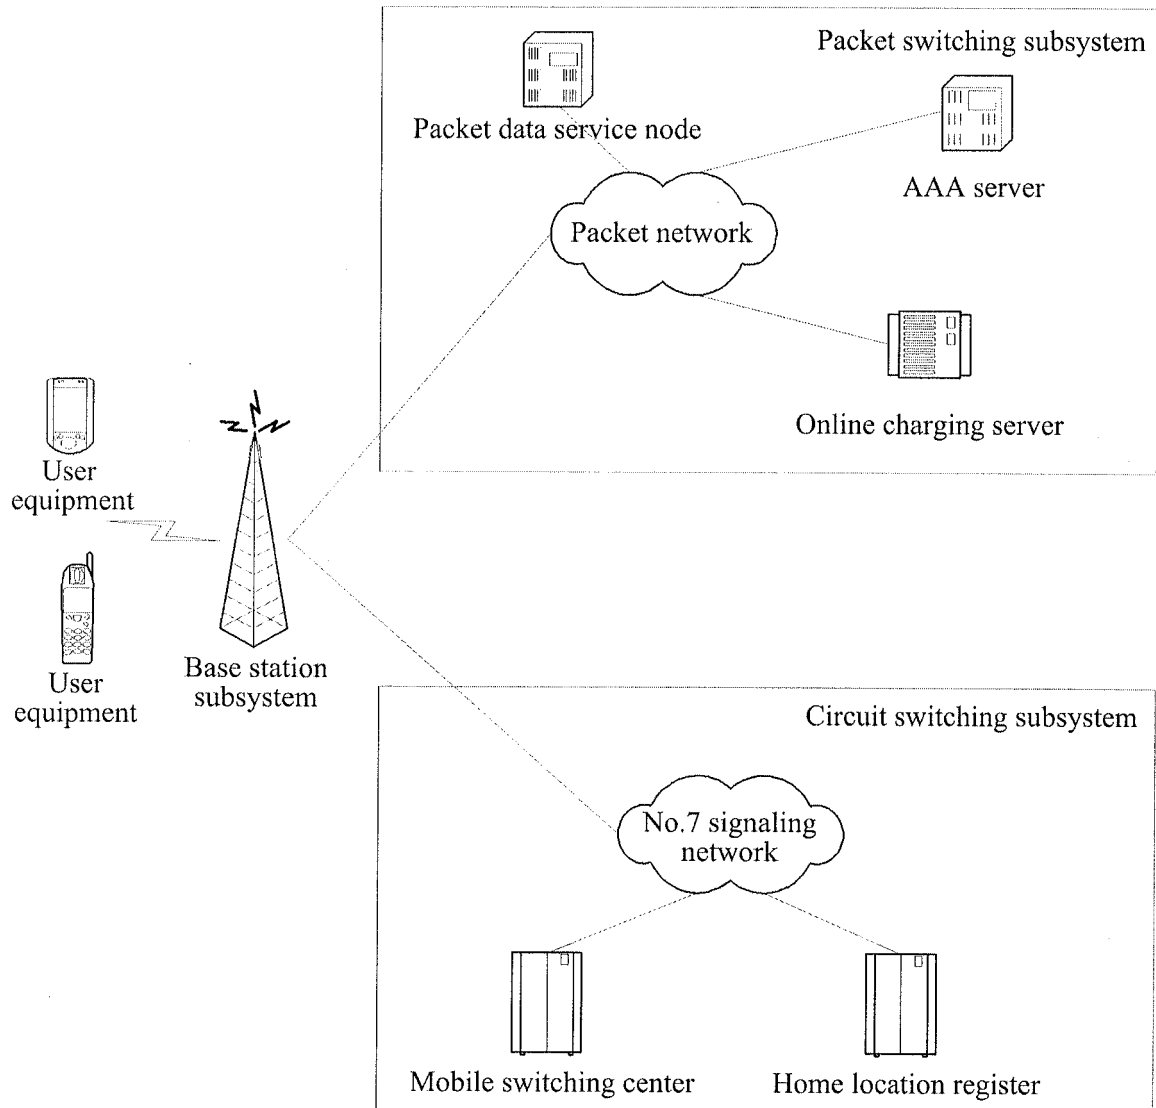 Packet switching subsystem
Packet data service node
AAA server
Packet network
Online charging server
User
equipment
User
equipment
Base station
subsystem
Circuit switching subsystem
No.7 signaling
network
Mobile switching center
Home location register